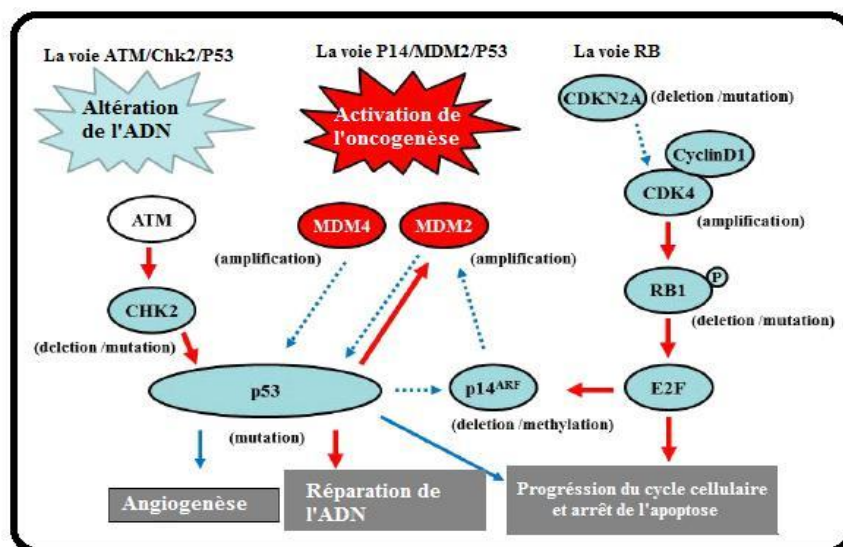 La voie ATM/Chk2/P53
La voie P14/MDM2/P53
La voie RB
Altération
de l'ADN
Activation de
l'oncogenèse
CDKN2A
(deletion /mutation)
CyclinD1
CDK4
(amplification)
ATM
MDM4
MDM2
(amplification)
(amplification)
CHK2
(deletion /mutation)
RB1
P
(deletion /mutation)
p53
(mutation)
p14ARF
(deletion /methylation)
E2F
Angiogenèse
Réparation de
l'ADN
Progréssion du cycle cellulaire
et arrêt de l'apoptose